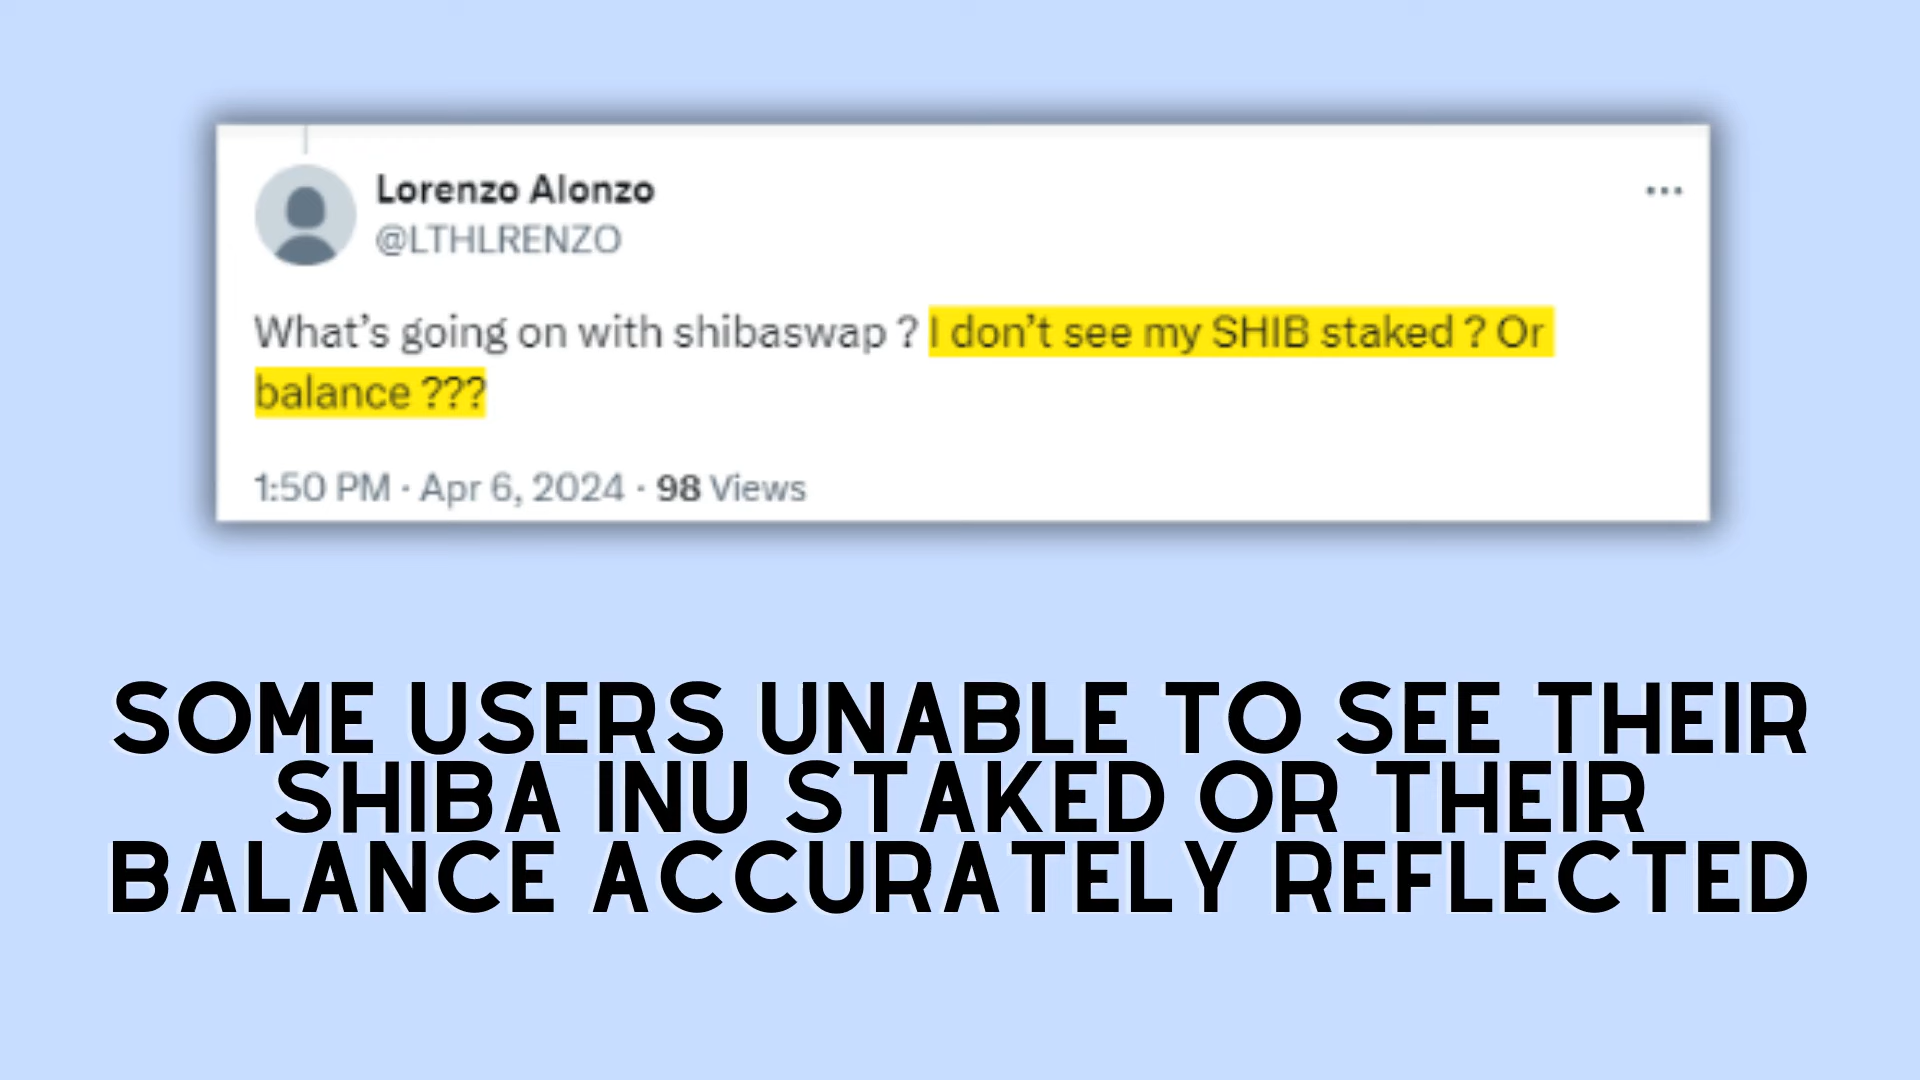 Lorenzo Alonzo
@LTHLRENZO
What’s going on with shibaswap ? I don’t see my SHIB staked ? Or
balance ???
1:50 PM · Apr 6, 2024 · 98 Views
SOME USERS UNABLE TO SEE THEIR
SHIBA INU STAKED OR THEIR
BALANCE ACCURATELY REFLECTED